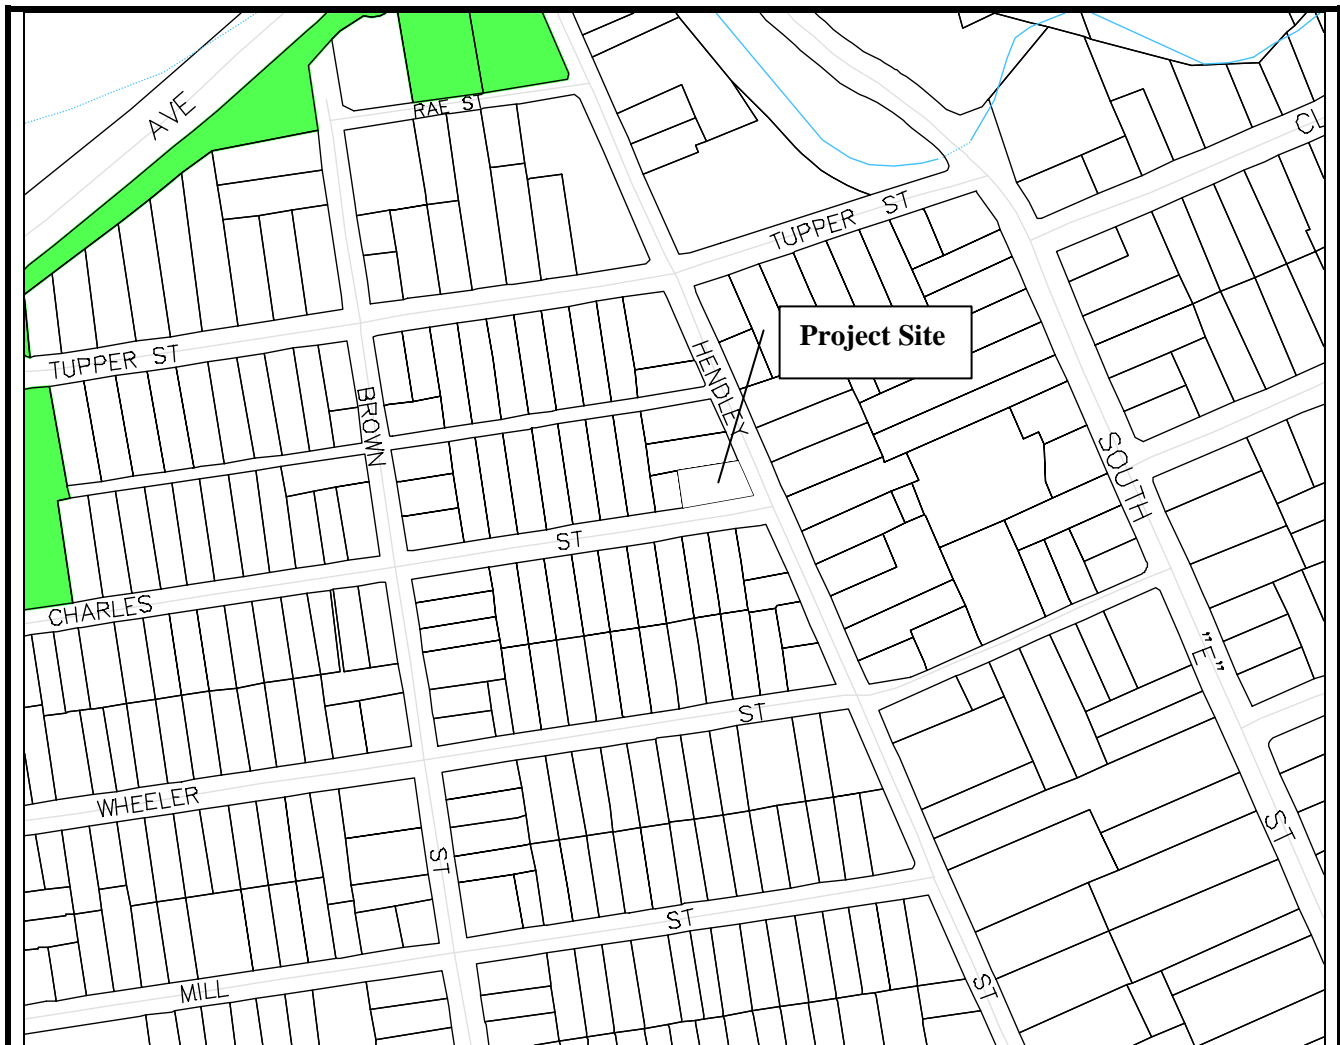 AVE
RAE ST
CL
TUPPER ST
Project Site
TUPPER ST
HENDLEY
BROWN
SOUTH
ST
CHARLES
"E"
ST
WHEELER
ST
ST
ST
MILL
ST